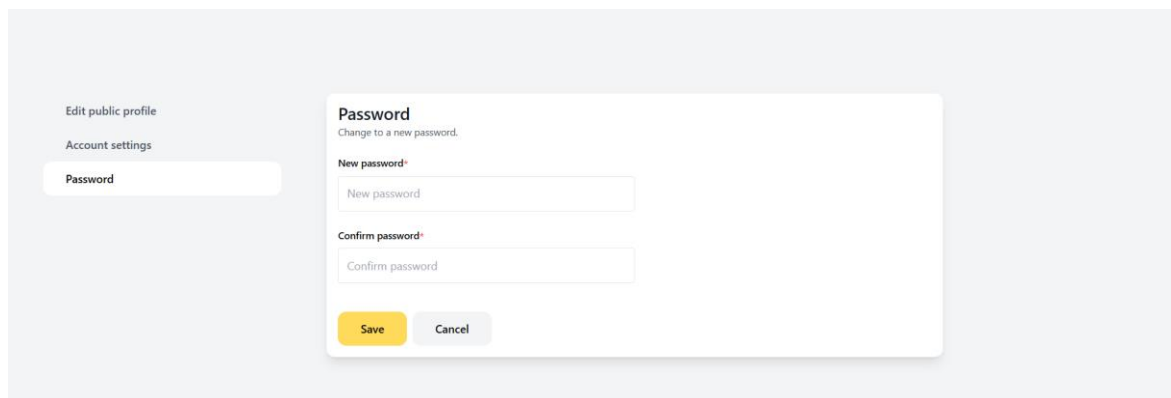 Edit public profile
Account settings
Password
Password
Change to a new password.
New password*
New password
Confirm password*
Confirm password
Save
Cancel